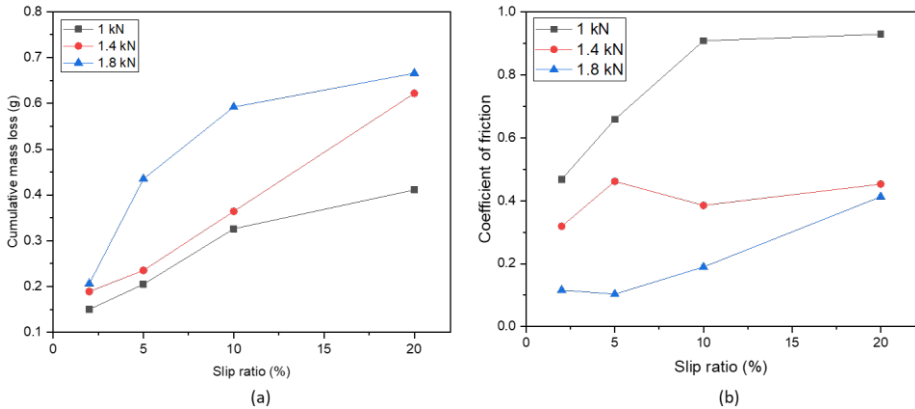 0.8
0.7
0.6
0.5
0.4
0.3
0.2
0.1
Cumulative mass loss (g)
1 kN
1.4 kN
1.8 kN
0
5
10
15
20
Slip ratio (%)
(a)
1.0
0.8
0.6
0.4
0.2
0.0
Coefficient of friction
1 kN
1.4 kN
1.8 kN
0
5
10
15
20
Slip ratio (%)
(b)